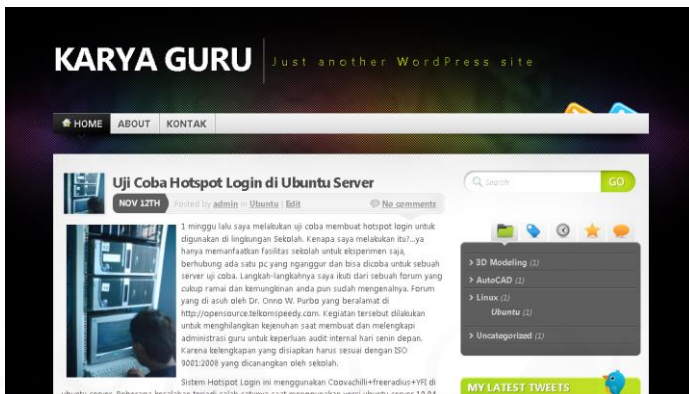 KARYA GURU
Just another WordPress site
HOME ABOUT KONTAK
Uji Coba Hotspot Login di Ubuntu Server
NOV 12TH Posted by admin in Ubuntu | Edit No comments
1 minggu lalu saya melakukan uji coba membuat hotspot login untuk
digunakan di lingkungan Sekolah. Kenapa saya melakukan itu?...ya
hanya memanfaatkan fasilitas sekolah untuk eksperimen saja,
berhubung ada satu pc yang nganggur dan bisa dicoba untuk sebuah
server uji coba. Langkah-langkahnya saya ikuti dari sebuah forum yang
cukup ramai dan kemungkinan anda pun sudah mengenalnya. Forum
yang di asuh oleh Dr. Onno W. Purbo yang beralamat di
http://opensource.telkomspeedy.com. Kegiatan tersebut dilakukan
untuk menghilangkan kejenuhan saat membuat dan melengkapi
administrasi guru untuk keperluan audit internal hari senin depan.
Karena kelengkapan yang disiapkan harus sesuai dengan ISO
9001:2008 yang dicanangkan oleh sekolah.
Sistem Hotspot Login ini menggunakan Coovachilli+freeradius+YFI di
Search GO
3D Modeling (1)
AutoCAD (1)
Linux (2)
Ubuntu (1)
Uncategorized (1)
MY LATEST TWEETS